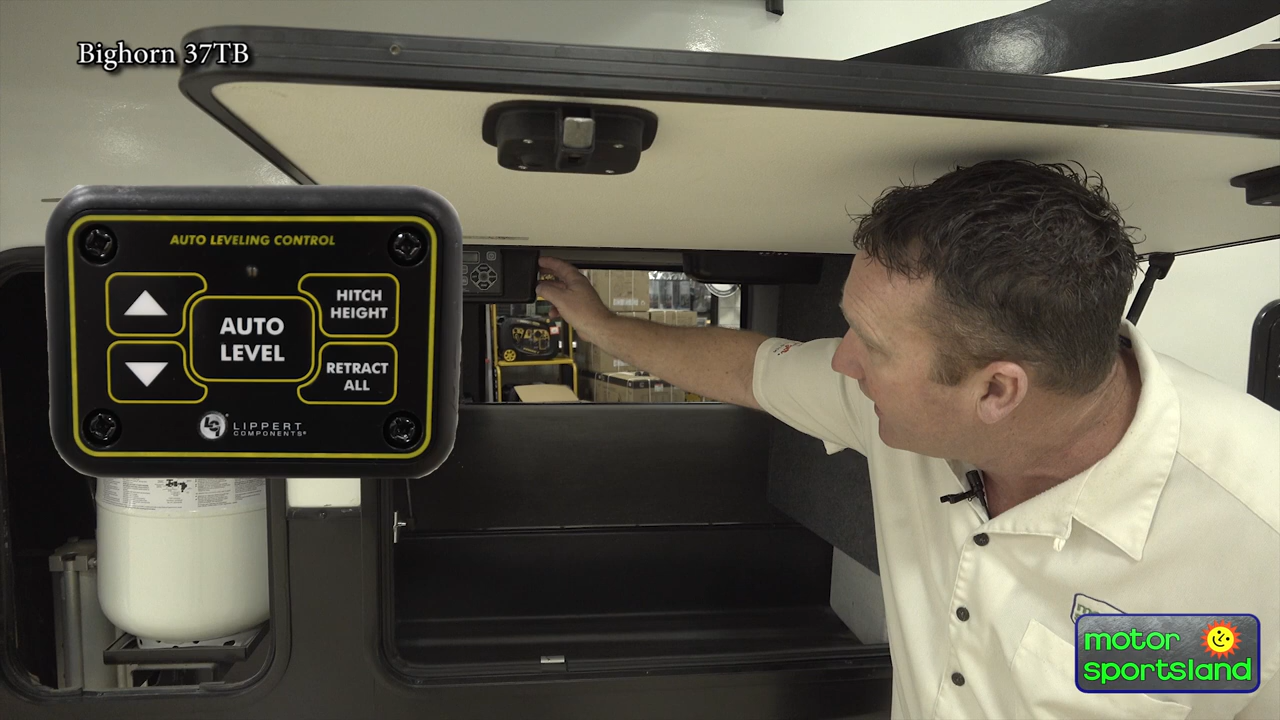 Bighorn 37TB
AUTO LEVELING CONTROL
AUTO
LEVEL
HITCH
HEIGHT
RETRACT
ALL
LIPPERT
COMPONENTS®
motor
sportsland